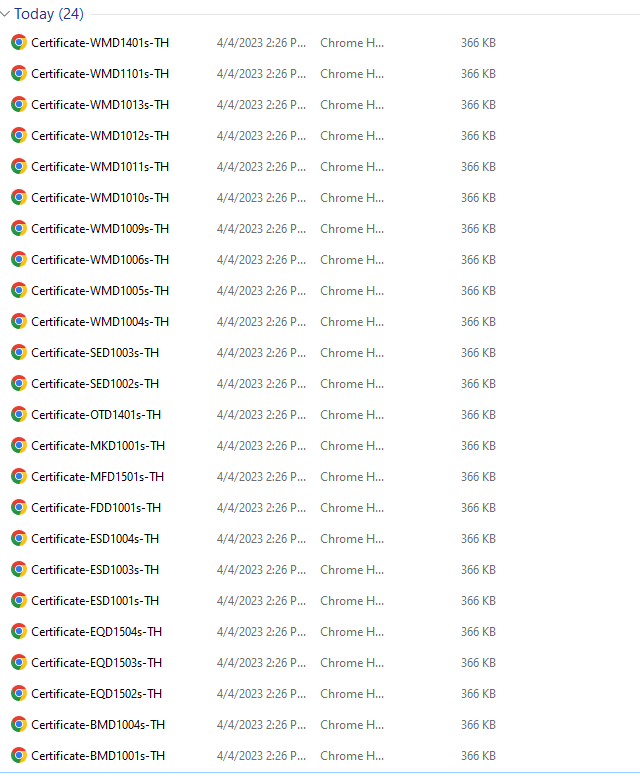 Today (24)
Certificate-WMD1401s-TH 4/4/2023 2:26 P... Chrome H... 366 KB
Certificate-WMD1101s-TH 4/4/2023 2:26 P... Chrome H... 366 KB
Certificate-WMD1013s-TH 4/4/2023 2:26 P... Chrome H... 366 KB
Certificate-WMD1012s-TH 4/4/2023 2:26 P... Chrome H... 366 KB
Certificate-WMD1011s-TH 4/4/2023 2:26 P... Chrome H... 366 KB
Certificate-WMD1010s-TH 4/4/2023 2:26 P... Chrome H... 366 KB
Certificate-WMD1009s-TH 4/4/2023 2:26 P... Chrome H... 366 KB
Certificate-WMD1006s-TH 4/4/2023 2:26 P... Chrome H... 366 KB
Certificate-WMD1005s-TH 4/4/2023 2:26 P... Chrome H... 366 KB
Certificate-WMD1004s-TH 4/4/2023 2:26 P... Chrome H... 366 KB
Certificate-SED1003s-TH 4/4/2023 2:26 P... Chrome H... 366 KB
Certificate-SED1002s-TH 4/4/2023 2:26 P... Chrome H... 366 KB
Certificate-OTD1401s-TH 4/4/2023 2:26 P... Chrome H... 366 KB
Certificate-MKD1001s-TH 4/4/2023 2:26 P... Chrome H... 366 KB
Certificate-MFD1501s-TH 4/4/2023 2:26 P... Chrome H... 366 KB
Certificate-FDD1001s-TH 4/4/2023 2:26 P... Chrome H... 366 KB
Certificate-ESD1004s-TH 4/4/2023 2:26 P... Chrome H... 366 KB
Certificate-ESD1003s-TH 4/4/2023 2:26 P... Chrome H... 366 KB
Certificate-ESD1001s-TH 4/4/2023 2:26 P... Chrome H... 366 KB
Certificate-EQD1504s-TH 4/4/2023 2:26 P... Chrome H... 366 KB
Certificate-EQD1503s-TH 4/4/2023 2:26 P... Chrome H... 366 KB
Certificate-EQD1502s-TH 4/4/2023 2:26 P... Chrome H... 366 KB
Certificate-BMD1004s-TH 4/4/2023 2:26 P... Chrome H... 366 KB
Certificate-BMD1001s-TH 4/4/2023 2:26 P... Chrome H... 366 KB